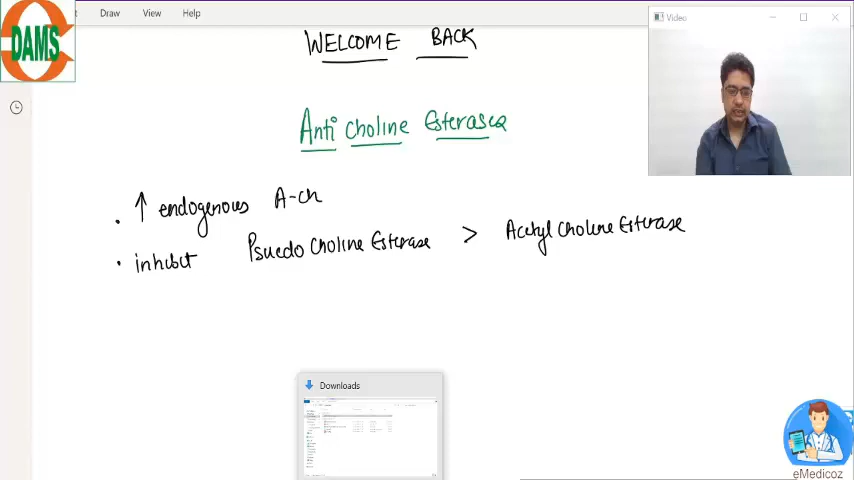 DAMS
Draw View Help
Video
WELCOME BACK
Anti Choline Esterases
• ↑ endogenous A-ch
• inhibit Psuedo Choline Esterase > Acetyl Choline Esterase
Downloads
eMedicoz